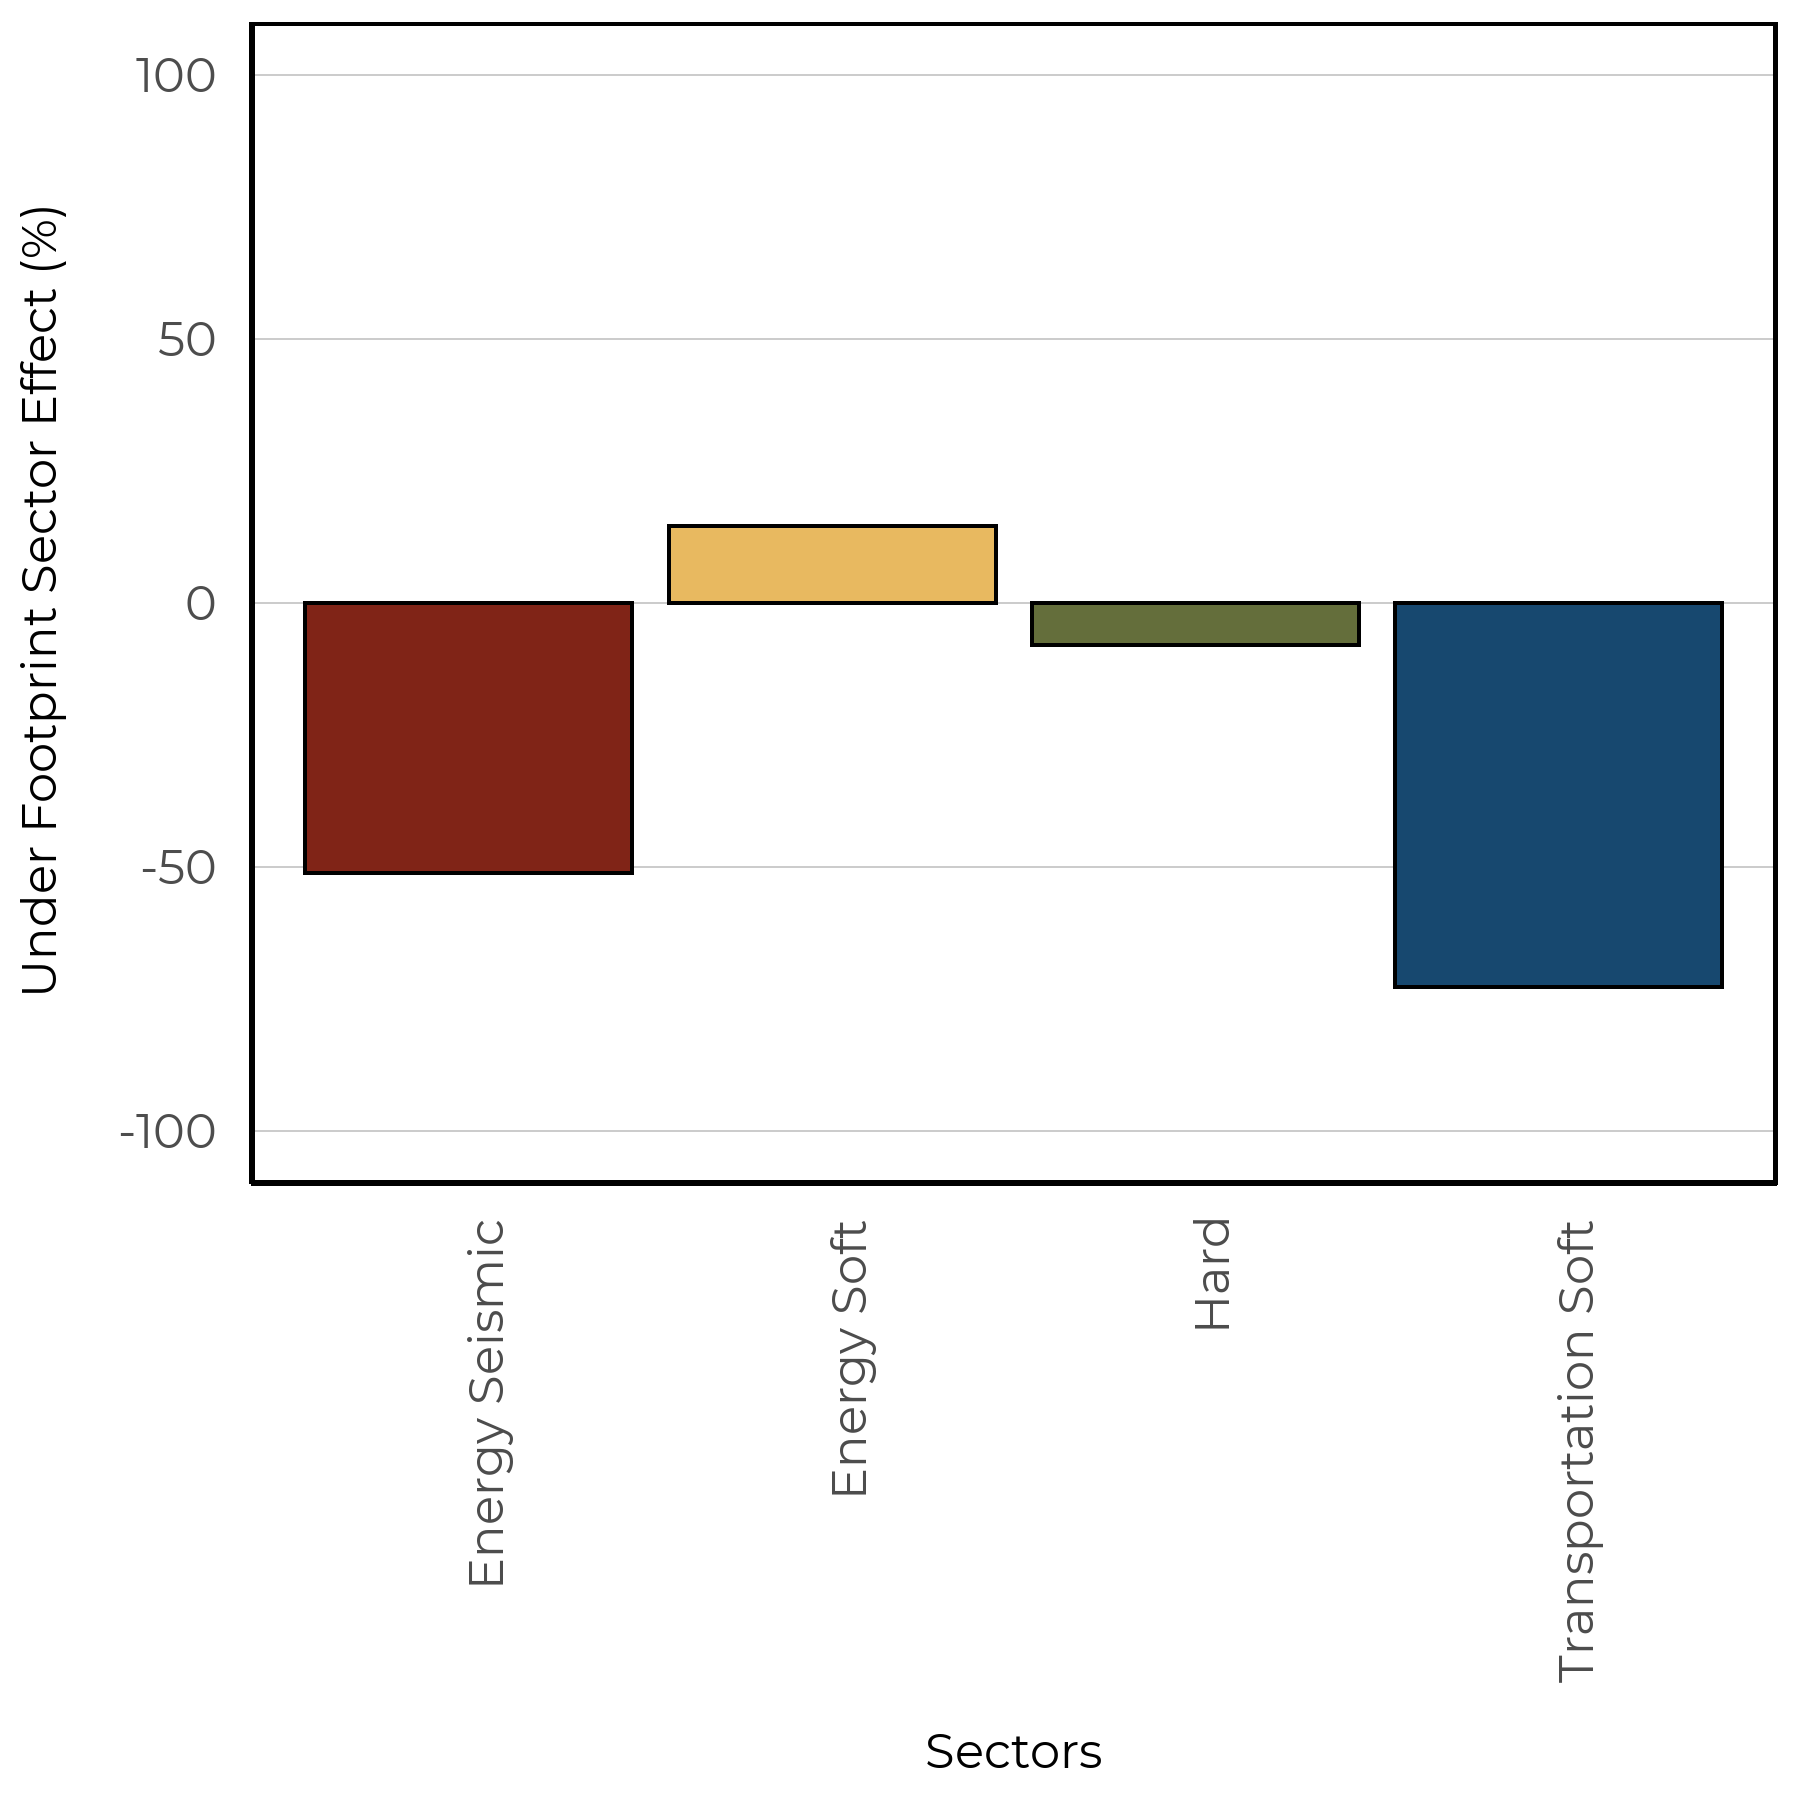 Under Footprint Sector Effect (%)
100
50
0
-50
-100
Energy Seismic
Energy Soft
Hard
Transportation Soft
Sectors